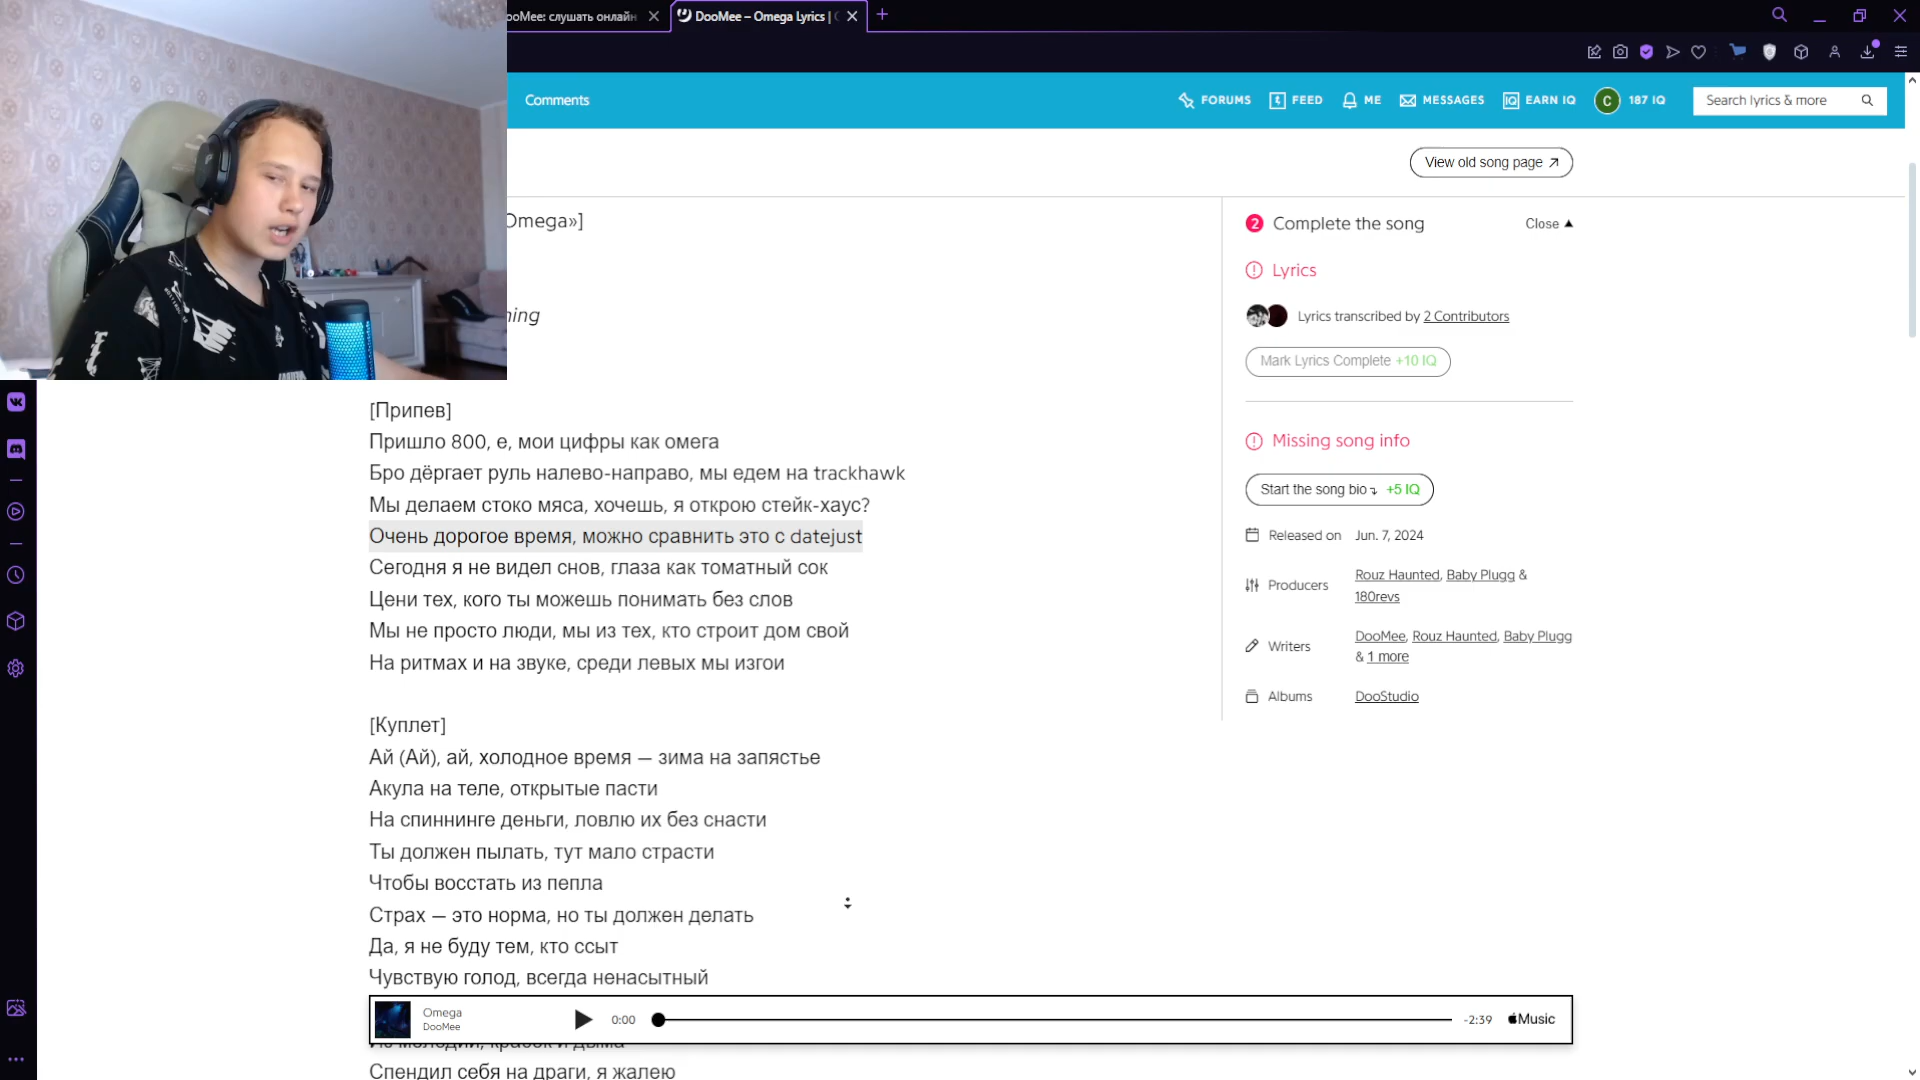 ooMee: слушать онлайн
DooMee – Omega Lyrics |
Comments
FORUMS
FEED
ME
MESSAGES
EARN IQ
C
187 IQ
Search lyrics & more
View old song page
Omega»]
ning
[Припев]
Пришло 800, е, мои цифры как омега
Бро дёргает руль налево-направо, мы едем на trackhawk
Мы делаем стоко мяса, хочешь, я открою стейк-хаус?
Очень дорогое время, можно сравнить это с datejust
Сегодня я не видел снов, глаза как томатный сок
Цени тех, кого ты можешь понимать без слов
Мы не просто люди, мы из тех, кто строит дом свой
На ритмах и на звуке, среди левых мы изгои
[Куплет]
Ай (Ай), ай, холодное время — зима на запястье
Акула на теле, открытые пасти
На спиннинге деньги, ловлю их без снасти
Ты должен пылать, тут мало страсти
Чтобы восстать из пепла
Страх — это норма, но ты должен делать
Да, я не буду тем, кто ссыт
Чувствую голод, всегда ненасытный
Спендил себя на драги, я жалею
2 Complete the song
Close
Lyrics
Lyrics transcribed by 2 Contributors
Mark Lyrics Complete +10 IQ
Missing song info
Start the song bio +5 IQ
Released on Jun. 7, 2024
Producers Rouz Haunted, Baby Plugg &
180revs
Writers DooMee, Rouz Haunted, Baby Plugg
& 1 more
Albums DooStudio
Omega
DooMee
0:00
-2:39
Music